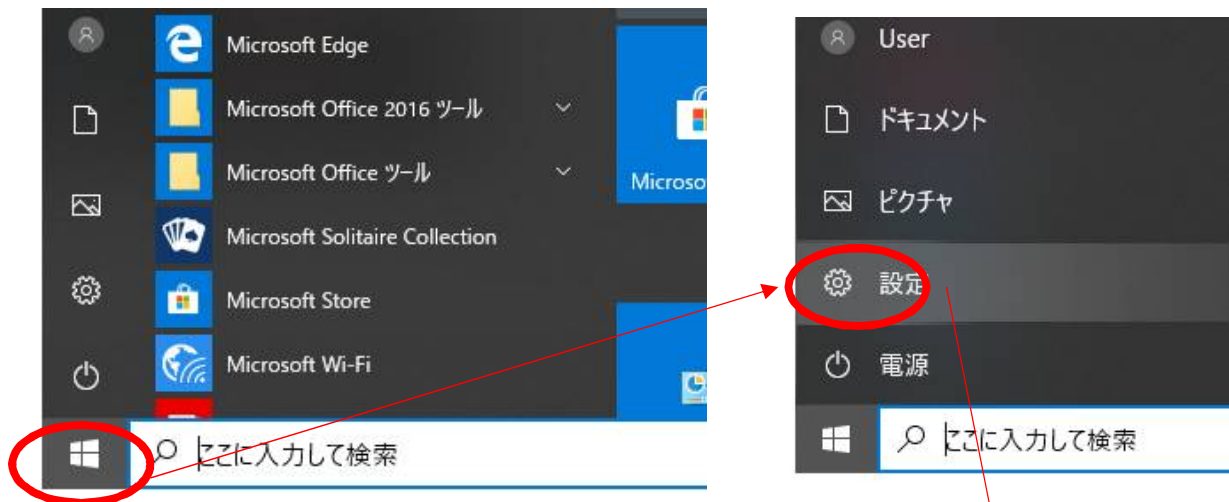 Microsoft Edge
Microsoft Office 2016 ツール
Microsoft Office ツール
Microsoft Solitaire Collection
Microsoft Store
Microsoft Wi-Fi
ここに入力して検索
Microso
User
ドキュメント
ピクチャ
設定
電源
ここに入力して検索